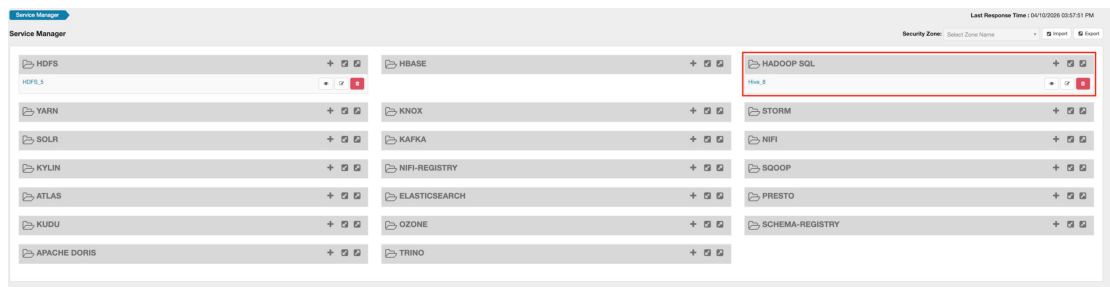 Service Manager
Last Response Time : 04/10/2026 03:57:51 PM
Service Manager
Security Zone: Select Zone Name Import Export
HDFS HBASE HADOOP SQL
HDFS_5 Hive_8
YARN KNOX STORM
SOLR KAFKA NIFI
KYLIN NIFI-REGISTRY SQOOP
ATLAS ELASTICSEARCH PRESTO
KUDU OZONE SCHEMA-REGISTRY
APACHE DORIS TRINO